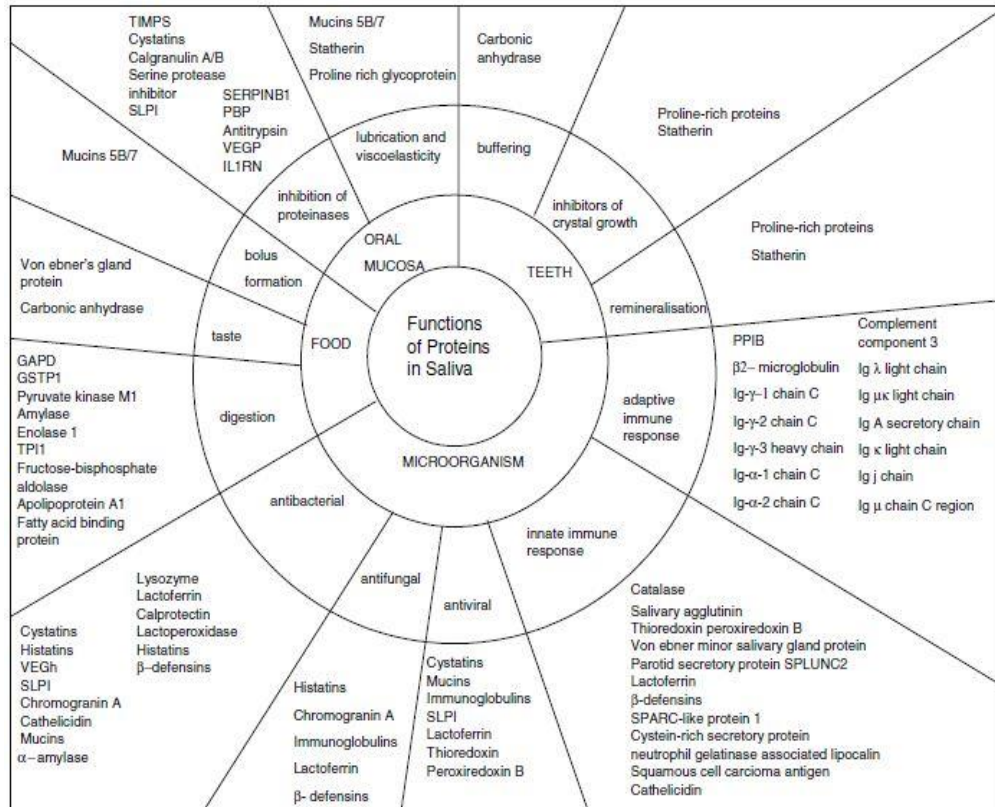 Functions
of Proteins
in Saliva
ORAL
MUCOSA
TEETH
MICROORGANISM
FOOD
lubrication and
viscoelasticity
Mucins 5B/7
Statherin
Proline rich glycoprotein
buffering
Carbonic
anhydrase
inhibitors of
crystal growth
Proline-rich proteins
Statherin
remineralisation
Proline-rich proteins
Statherin
adaptive
immune
response
PPIB
β2– microglobulin
Ig-γ–1 chain C
Ig-γ-2 chain C
Ig-γ-3 heavy chain
Ig-α-1 chain C
Ig-α-2 chain C
Complement
component 3
Ig λ light chain
Ig μκ light chain
Ig A secretory chain
Ig κ light chain
Ig j chain
Ig μ chain C region
innate immune
response
Catalase
Salivary agglutinin
Thioredoxin peroxiredoxin B
Von ebner minor salivary gland protein
Parotid secretory protein SPLUNC2
Lactoferrin
β-defensins
SPARC-like protein 1
Cystein-rich secretory protein
neutrophil gelatinase associated lipocalin
Squamous cell carcioma antigen
Cathelicidin
antiviral
Cystatins
Mucins
Immunoglobulins
SLPI
Lactoferrin
Thioredoxin
Peroxiredoxin B
antifungal
Histatins
Chromogranin A
Immunoglobulins
Lactoferrin
β- defensins
antibacterial
Lysozyme
Lactoferrin
Calprotectin
Lactoperoxidase
Histatins
β–defensins
Cystatins
Histatins
VEGh
SLPI
Chromogranin A
Cathelicidin
Mucins
α–amylase
digestion
GAPD
GSTP1
Pyruvate kinase M1
Amylase
Enolase 1
TPI1
Fructose-bisphosphate
aldolase
Apolipoprotein A1
Fatty acid binding
protein
taste
Von ebner's gland
protein
Carbonic anhydrase
bolus
formation
Mucins 5B/7
inhibition of
proteinases
TIMPS
Cystatins
Calgranulin A/B
Serine protease
inhibitor
SLPI
SERPINB1
PBP
Antitrypsin
VEGP
IL1RN